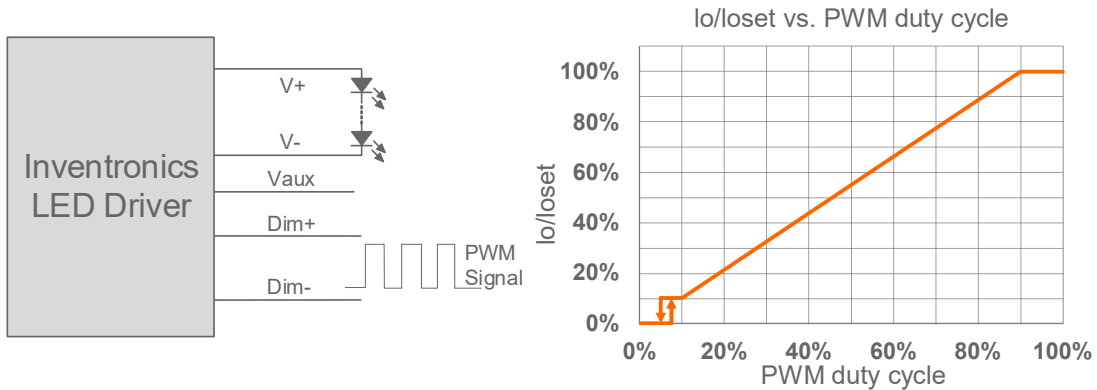 Inventronics
LED Driver
V+
V-
Vaux
Dim+
Dim-
PWM
Signal
Io/Ioset vs. PWM duty cycle
Io/Ioset
100%
80%
60%
40%
20%
0%
0% 20% 40% 60% 80% 100%
PWM duty cycle